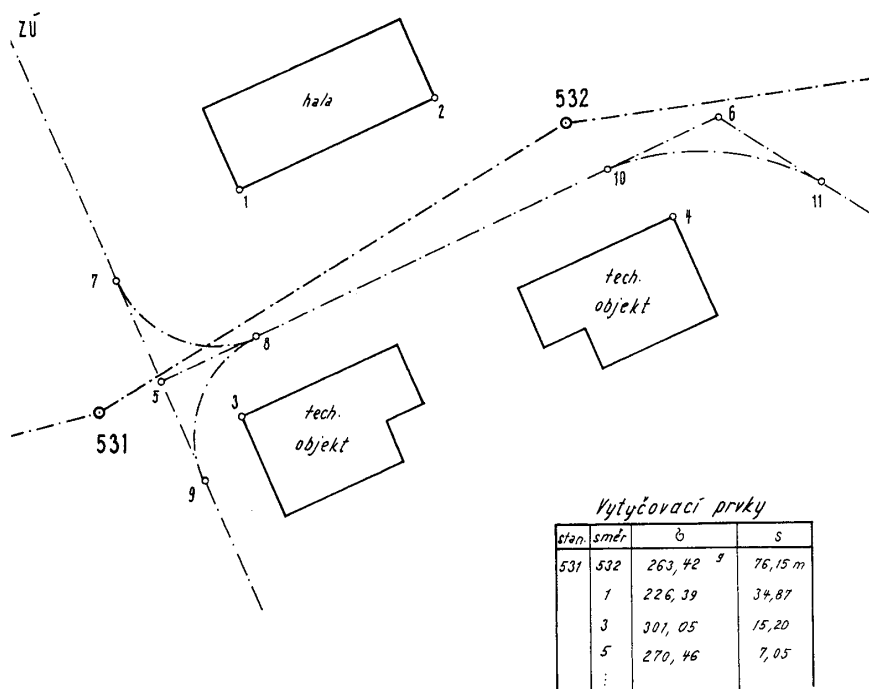 ZÚ
hala
2
532
6
10
11
1
4
tech.
objekt
7
8
5
3
tech.
objekt
531
9
Vytyčovací prvky
stan. směr s
531 532 263,42 g 76,15 m
1 226,39 34,87
3 301,05 15,20
5 270,46 7,05
⋮